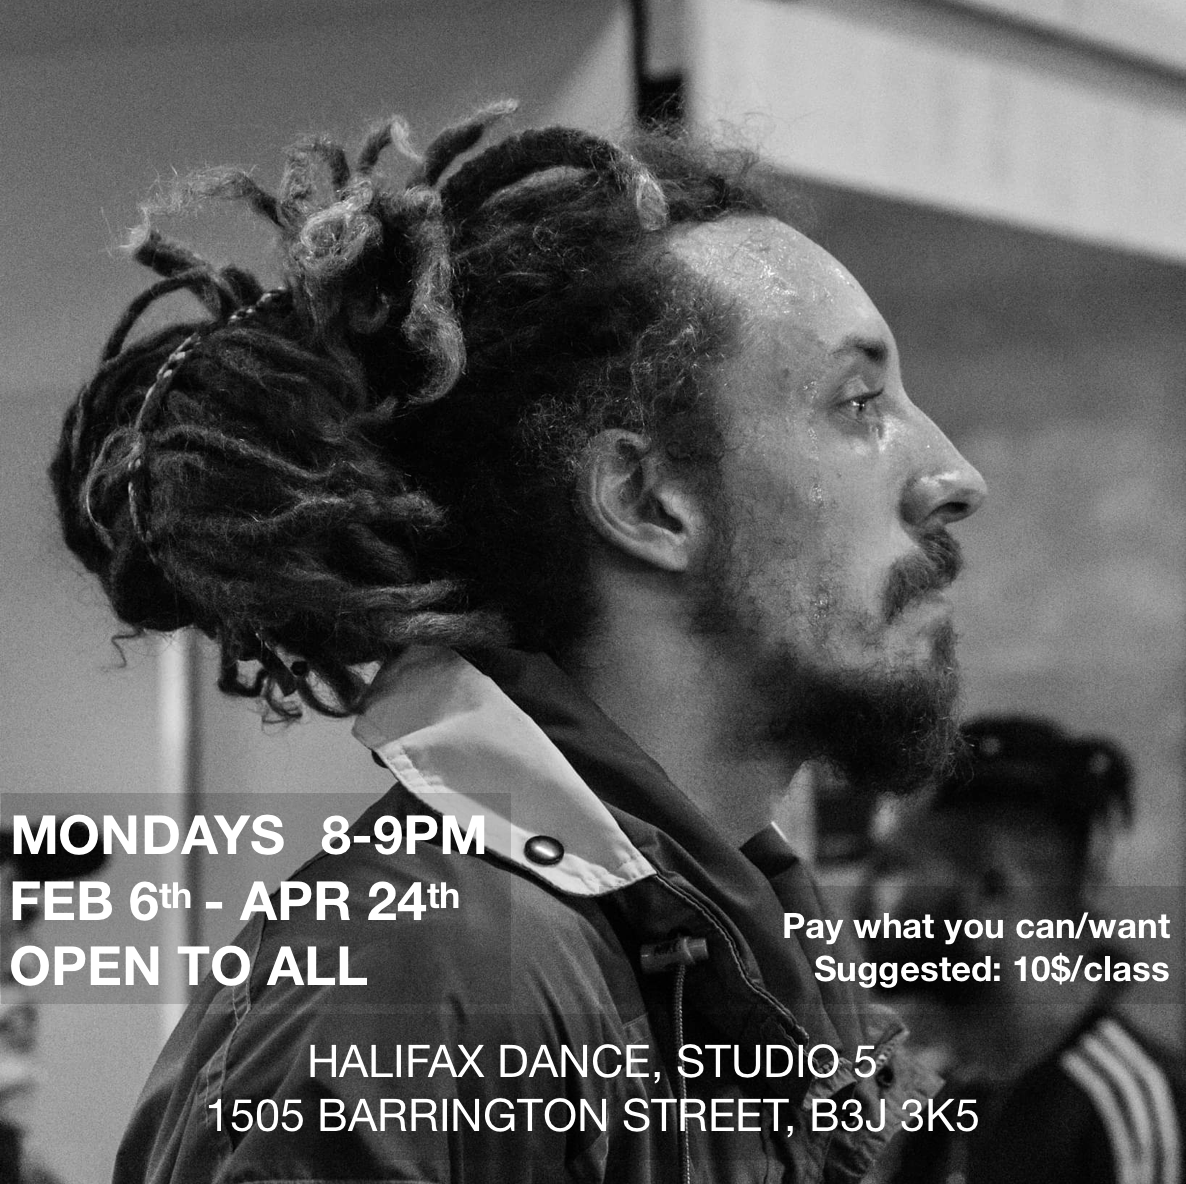 MONDAYS 8-9PM
FEB 6th - APR 24th
OPEN TO ALL
Pay what you can/want
Suggested: 10$/class
HALIFAX DANCE, STUDIO 5
1505 BARRINGTON STREET, B3J 3K5